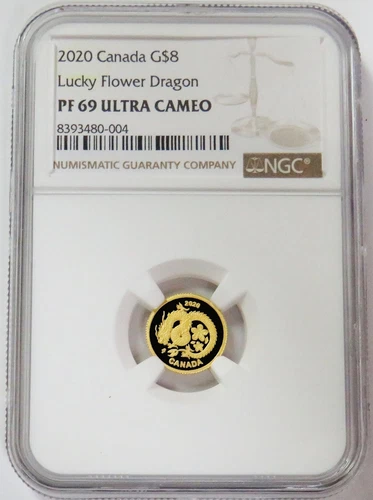 2020 Canada G$8
Lucky Flower Dragon
PF 69 ULTRA CAMEO
8393480-004
NUMISMATIC GUARANTY COMPANY
NGC®
2020
CANADA